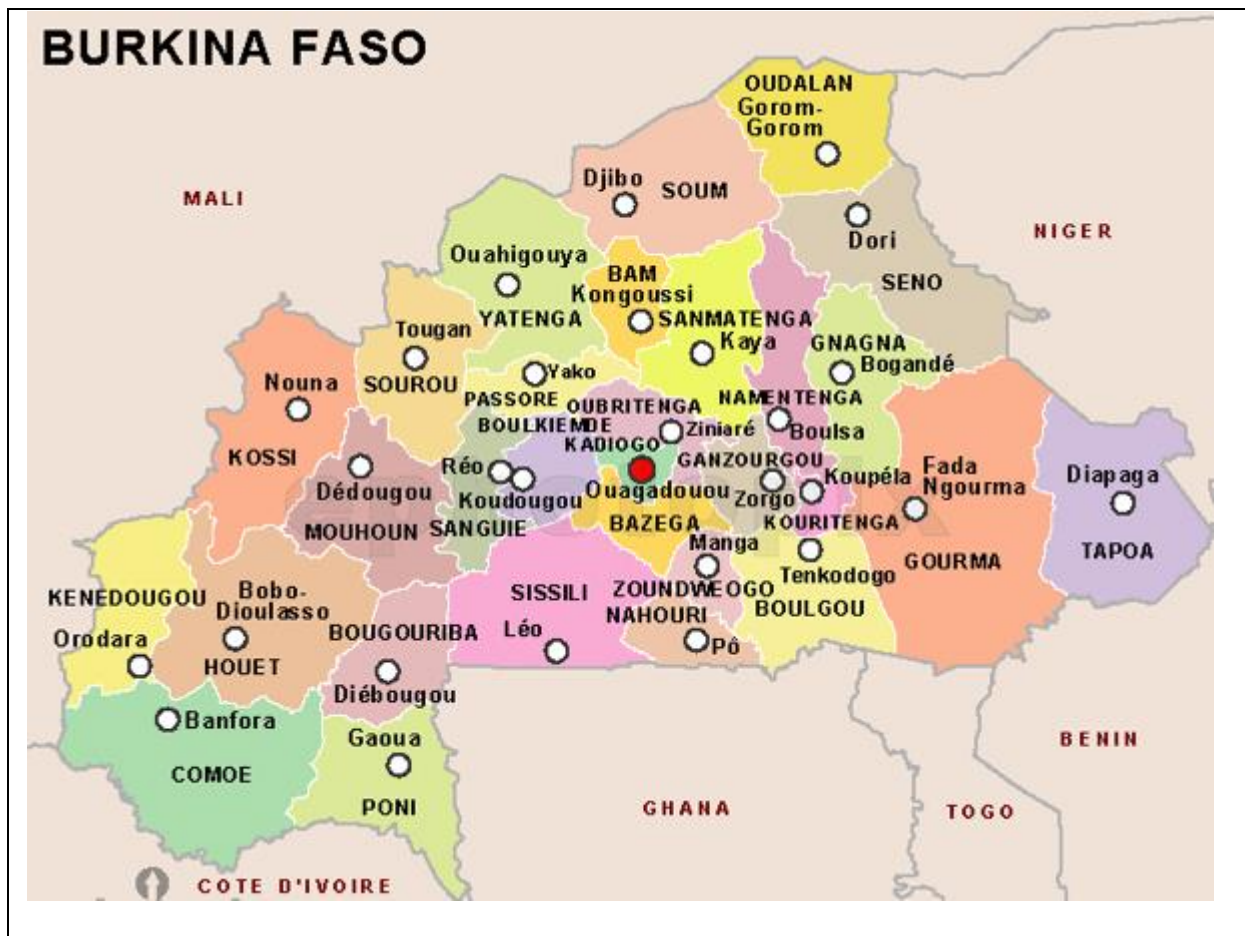 BURKINA FASO
OUDALAN
Gorom-
Gorom
Djibo
SOUM
MALI
NIGER
Dori
SENO
Ouahigouya
YATENGA
BAM
Kongoussi
SANMATENGA
Kaya
Tougan
SOUROU
GNAGNA
Bogandé
Nouna
KOSSI
Yako
PASSORE
NAMENTENGA
Boulsa
OUBRITENGA
Ziniaré
BOULKIEMDE
KADIOGO
Réo
Koudougou
SANGUIE
Dédougou
MOUHOUN
GANZOURGOU
Zorgo
Koupéla
KOURITENGA
Ouagadouou
BAZEGA
Fada
Ngourma
GOURMA
Diapaga
TAPOA
Manga
ZOUNDWEOGO
Tenkodogo
BOULGOU
NAHOURI
Pô
SISSILI
Léo
KENEDOUGOU
Orodara
Bobo-
Dioulasso
HOUET
BOUGOURIBA
Diébougou
Banfora
COMOE
Gaoua
PONI
GHANA
TOGO
BENIN
COTE D'IVOIRE